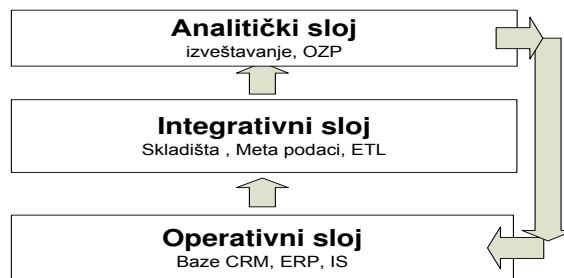 Analitički sloj
izveštavanje, OZP
Integrativni sloj
Skladišta , Meta podaci, ETL
Operativni sloj
Baze CRM, ERP, IS